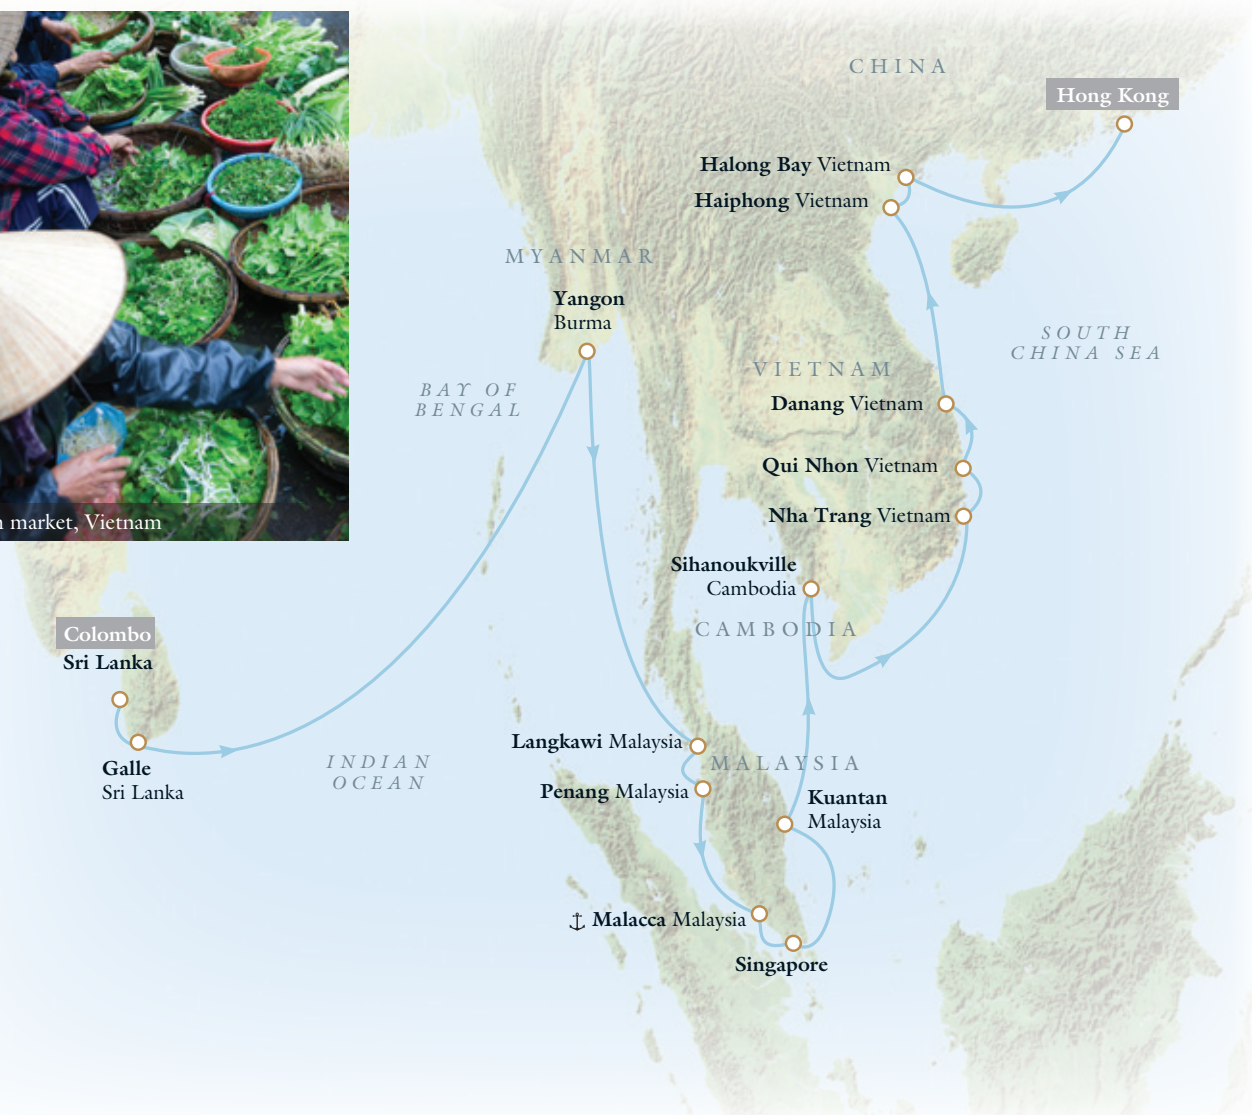 CHINA
Hong Kong
Halong Bay Vietnam
Haiphong Vietnam
MYANMAR
Yangon
Burma
SOUTH
CHINA SEA
VIETNAM
BAY OF
BENGAL
Danang Vietnam
Qui Nhon Vietnam
Nha Trang Vietnam
market, Vietnam
Sihanoukville
Cambodia
CAMBODIA
Colombo
Sri Lanka
Langkawi Malaysia
INDIAN
OCEAN
MALAYSIA
Galle
Sri Lanka
Penang Malaysia
Kuantan
Malaysia
Malacca Malaysia
Singapore